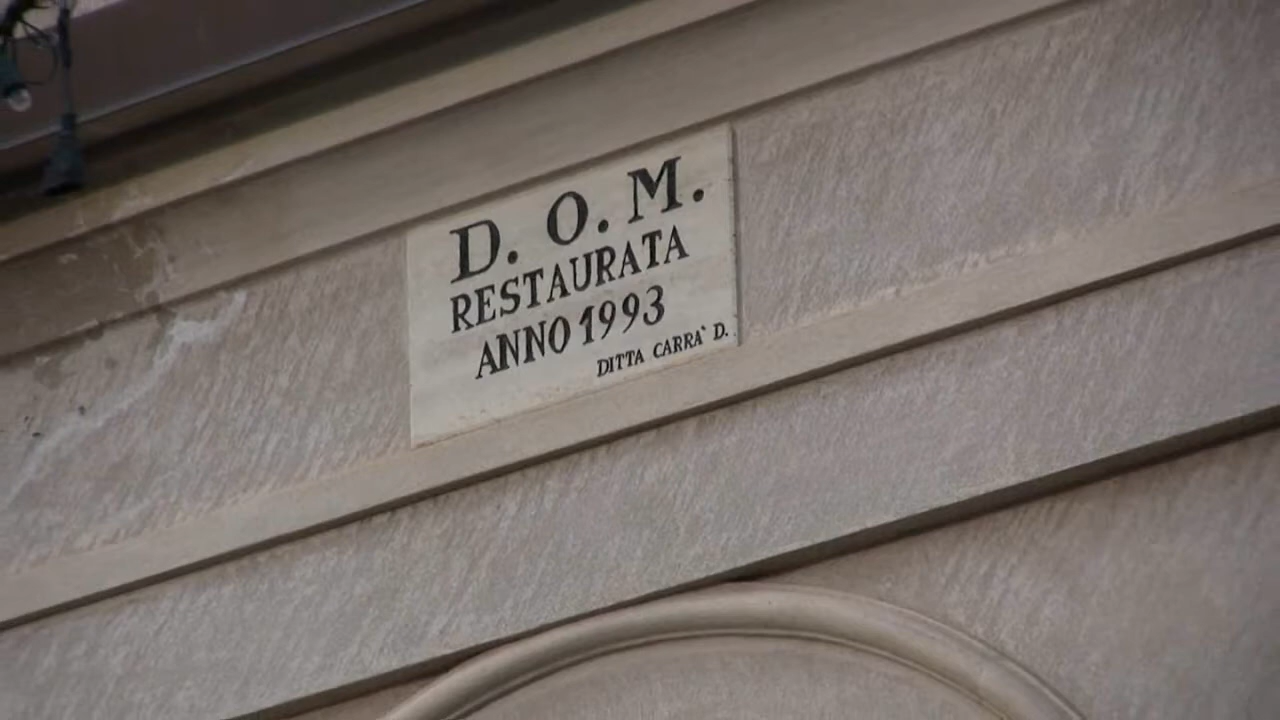 D. O. M.
RESTAURATA
ANNO 1993
DITTA CARRA` D.